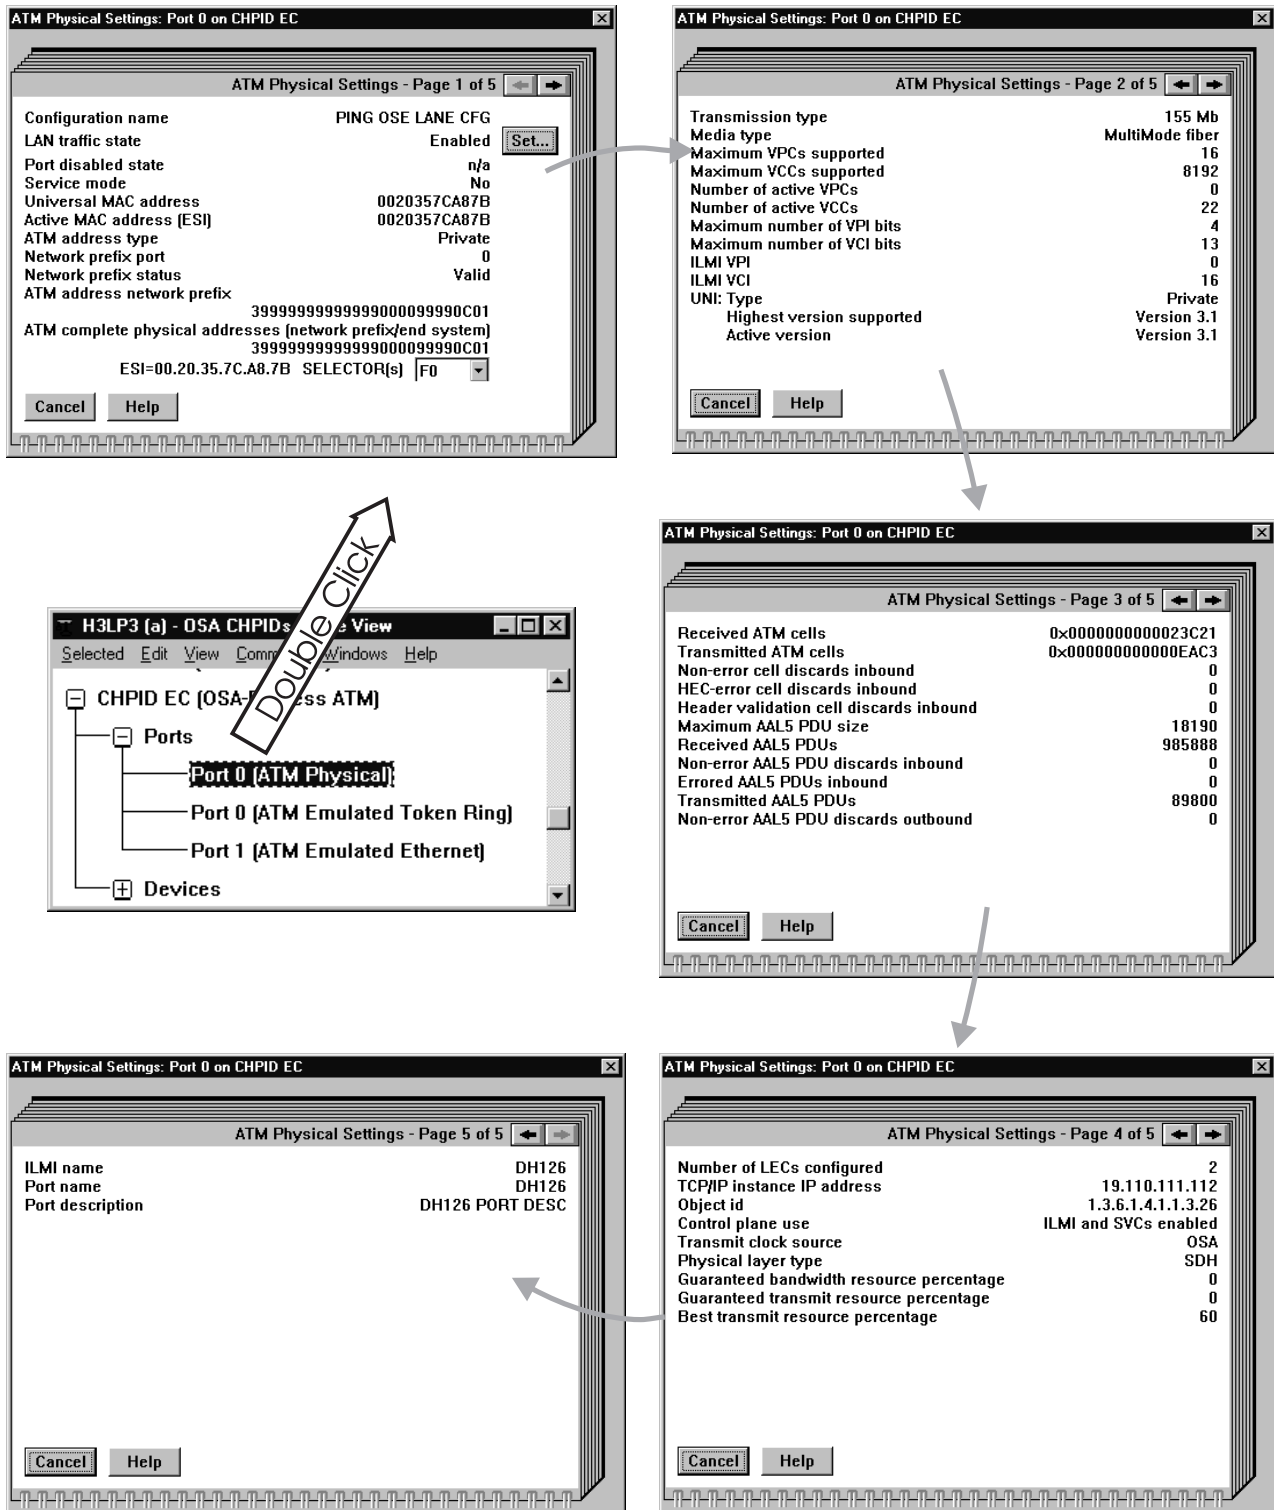 ATM Physical Settings: Port 0 on CHPID EC
ATM Physical Settings - Page 1 of 5
Configuration name PING OSE LANE CFG
LAN traffic state Enabled Set...
Port disabled state n/a
Service mode No
Universal MAC address 0020357CA87B
Active MAC address (ESI) 0020357CA87B
ATM address type Private
Network prefix port 0
Network prefix status Valid
ATM address network prefix
39999999999999000099990C01
ATM complete physical addresses (network prefix/end system)
39999999999999000099990C01
ESI=00.20.35.7C.A8.7B SELECTOR(s) F0
Cancel Help
ATM Physical Settings: Port 0 on CHPID EC
ATM Physical Settings - Page 2 of 5
Transmission type 155 Mb
Media type MultiMode fiber
Maximum VPCs supported 16
Maximum VCCs supported 8192
Number of active VPCs 0
Number of active VCCs 22
Maximum number of VPI bits 4
Maximum number of VCI bits 13
ILMI VPI 0
ILMI VCI 16
UNI: Type Private
Highest version supported Version 3.1
Active version Version 3.1
Cancel Help
Double Click
H3LP3 (a) - OSA CHPIDs View
Selected Edit View Windows Help
CHPID EC ATM)
Ports
Port 0 (ATM Physical)
Port 0 (ATM Emulated Token Ring)
Port 1 (ATM Emulated Ethernet)
Devices
ATM Physical Settings: Port 0 on CHPID EC
ATM Physical Settings - Page 3 of 5
Received ATM cells 0x0000000000023C21
Transmitted ATM cells 0x000000000000EAC3
Non-error cell discards inbound 0
HEC-error cell discards inbound 0
Header validation cell discards inbound 0
Maximum AAL5 PDU size 18190
Received AAL5 PDUs 985888
Non-error AAL5 PDU discards inbound 0
Errored AAL5 PDUs inbound 0
Transmitted AAL5 PDUs 89800
Non-error AAL5 PDU discards outbound 0
Cancel Help
ATM Physical Settings: Port 0 on CHPID EC
ATM Physical Settings - Page 4 of 5
Number of LECs configured 2
TCP/IP instance IP address 19.110.111.112
Object id 1.3.6.1.4.1.1.3.26
Control plane use ILMI and SVCs enabled
Transmit clock source OSA
Physical layer type SDH
Guaranteed bandwidth resource percentage 0
Guaranteed transmit resource percentage 0
Best transmit resource percentage 60
Cancel Help
ATM Physical Settings: Port 0 on CHPID EC
ATM Physical Settings - Page 5 of 5
ILMI name DH126
Port name DH126
Port description DH126 PORT DESC
Cancel Help